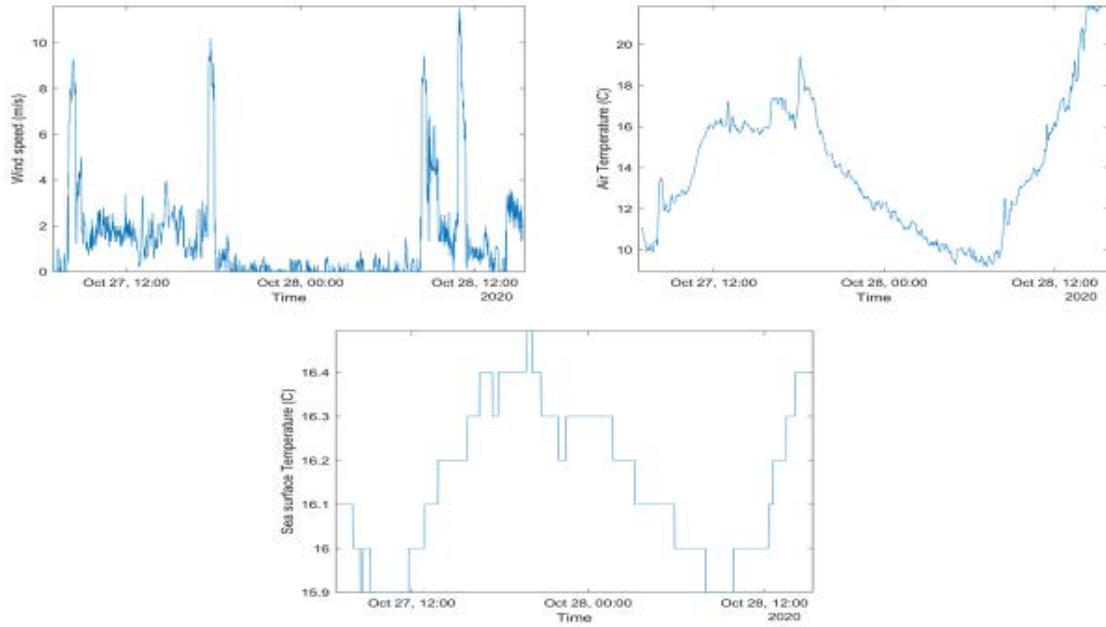 10
8
6
4
2
0
Wind speed (m/s)
Oct 27, 12:00
Oct 28, 00:00
Oct 28, 12:00
Time
2020
20
18
16
14
12
10
Air Temperature (C)
Oct 27, 12:00
Oct 28, 00:00
Oct 28, 12:00
Time
2020
16.4
16.3
16.2
16.1
16
15.9
Sea surface Temperature (C)
Oct 27, 12:00
Oct 28, 00:00
Oct 28, 12:00
Time
2020